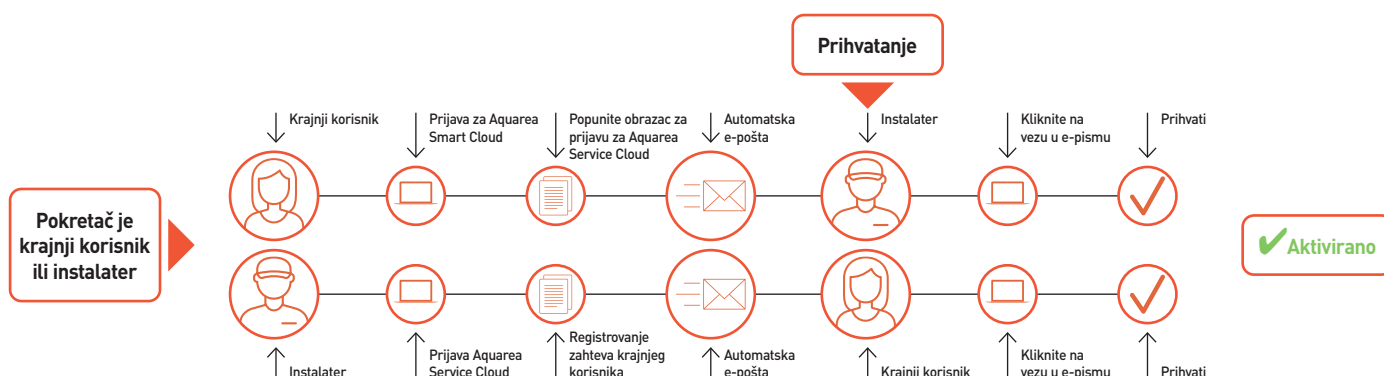 Prihvatanje
Krajnji korisnik
Prijava za Aquarea
Smart Cloud
Popunite obrazac za
prijavu za Aquarea
Service Cloud
Automatska
e-pošta
Instalater
Kliknite na
vezu u e-pismu
Prihvati
Pokretač je
krajnji korisnik
ili instalater
Aktivirano
Instalater
Prijava Aquarea
Service Cloud
Registrovanje
zahteva krajnjeg
korisnika
Automatska
e-pošta
Krajnji korisnik
Kliknite na
vezu u e-pismu
Prihvati